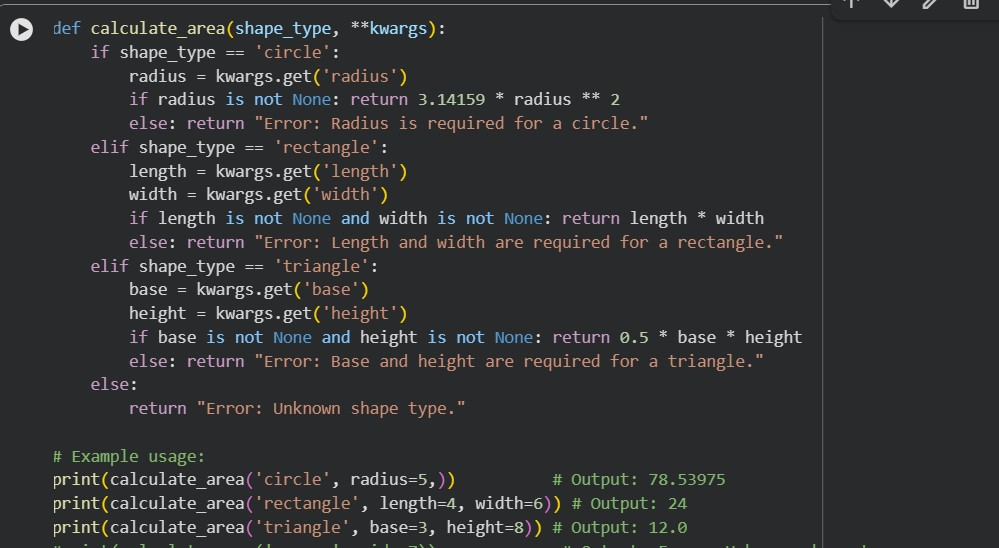 def calculate_area(shape_type, **kwargs):
    if shape_type == 'circle':
        radius = kwargs.get('radius')
        if radius is not None: return 3.14159 * radius ** 2
        else: return "Error: Radius is required for a circle."
    elif shape_type == 'rectangle':
        length = kwargs.get('length')
        width = kwargs.get('width')
        if length is not None and width is not None: return length * width
        else: return "Error: Length and width are required for a rectangle."
    elif shape_type == 'triangle':
        base = kwargs.get('base')
        height = kwargs.get('height')
        if base is not None and height is not None: return 0.5 * base * height
        else: return "Error: Base and height are required for a triangle."
    else:
        return "Error: Unknown shape type."

# Example usage:
print(calculate_area('circle', radius=5,))          # Output: 78.53975
print(calculate_area('rectangle', length=4, width=6)) # Output: 24
print(calculate_area('triangle', base=3, height=8)) # Output: 12.0